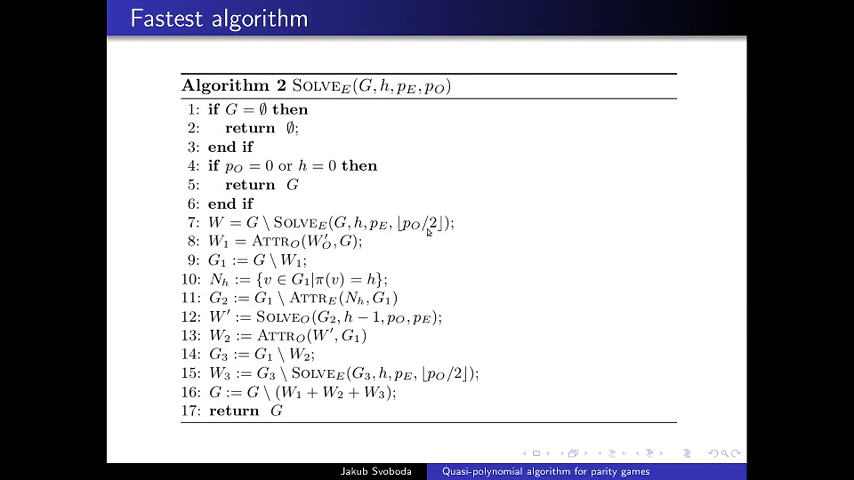 Fastest algorithm
Algorithm 2 SOLVE_E(G, h, p_E, p_O)
1: if G = ∅ then
2: return ∅;
3: end if
4: if p_O = 0 or h = 0 then
5: return G
6: end if
7: W = G \ SOLVE_E(G, h, p_E, ⌊p_O/2⌋);
8: W_1 = ATTR_O(W'_O, G);
9: G_1 := G \ W_1;
10: N_h := {v ∈ G_1|π(v) = h};
11: G_2 := G_1 \ ATTR_E(N_h, G_1)
12: W' := SOLVE_O(G_2, h − 1, p_O, p_E);
13: W_2 := ATTR_O(W', G_1)
14: G_3 := G_1 \ W_2;
15: W_3 := G_3 \ SOLVE_E(G_3, h, p_E, ⌊p_O/2⌋);
16: G := G \ (W_1 + W_2 + W_3);
17: return G
Jakub Svoboda Quasi-polynomial algorithm for parity games